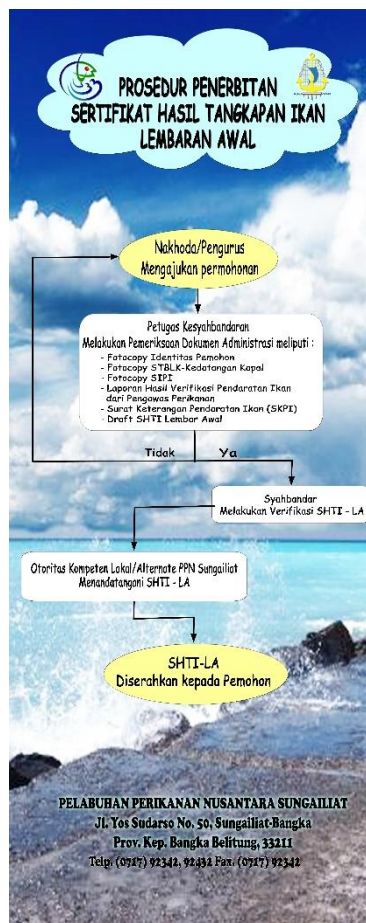 PROSEDUR PENERBITAN
SERTIFIKAT HASIL TANGKAPAN IKAN
LEMBARAN AWAL
Nakhoda/Pengurus
Mengajukan permohonan
Petugas Kesyahbandaran
Melakukan Pemeriksaan Dokumen Administrasi meliputi :
- Fotocopy Identitas Pemohon
- Fotocopy STBLK-Kedatangan Kapal
- Fotocopy SIPI
- Laporan Hasil Verifikasi Pendaratan Ikan
dari Pengawas Perikanan
- Surat Keterangan Pendaratan Ikan (SKPI)
- Draft SHTI Lembar Awal
Tidak Ya
Syahbandar
Melakukan Verifikasi SHTI - LA
Otoritas Kompeten Lokal/Alternate PPN Sungailiat
Menandatangani SHTI - LA
SHTI-LA
Diserahkan kepada Pemohon
PELABUHAN PERIKANAN NUSANTARA SUNGAILIAT
Jl. Yos Sudarso No. 50, Sungailiat-Bangka
Prov. Kep. Bangka Belitung, 33211
Telp. (0717) 92342, 92432 Fax. (0717) 92342